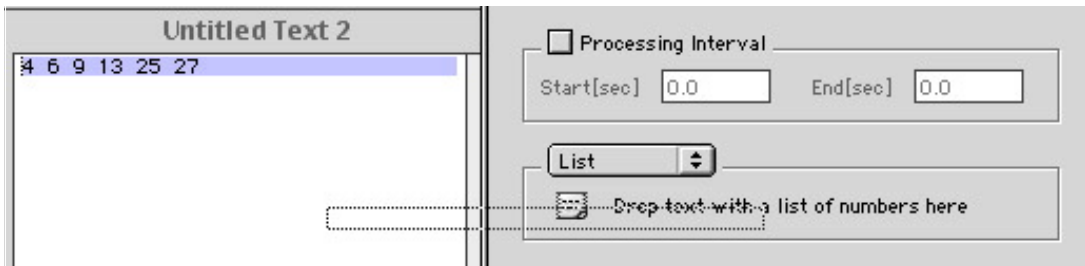 Untitled Text 2
4 6 9 13 25 27
Processing Interval
Start[sec] 0.0 End[sec] 0.0
List
Drop text with a list of numbers here